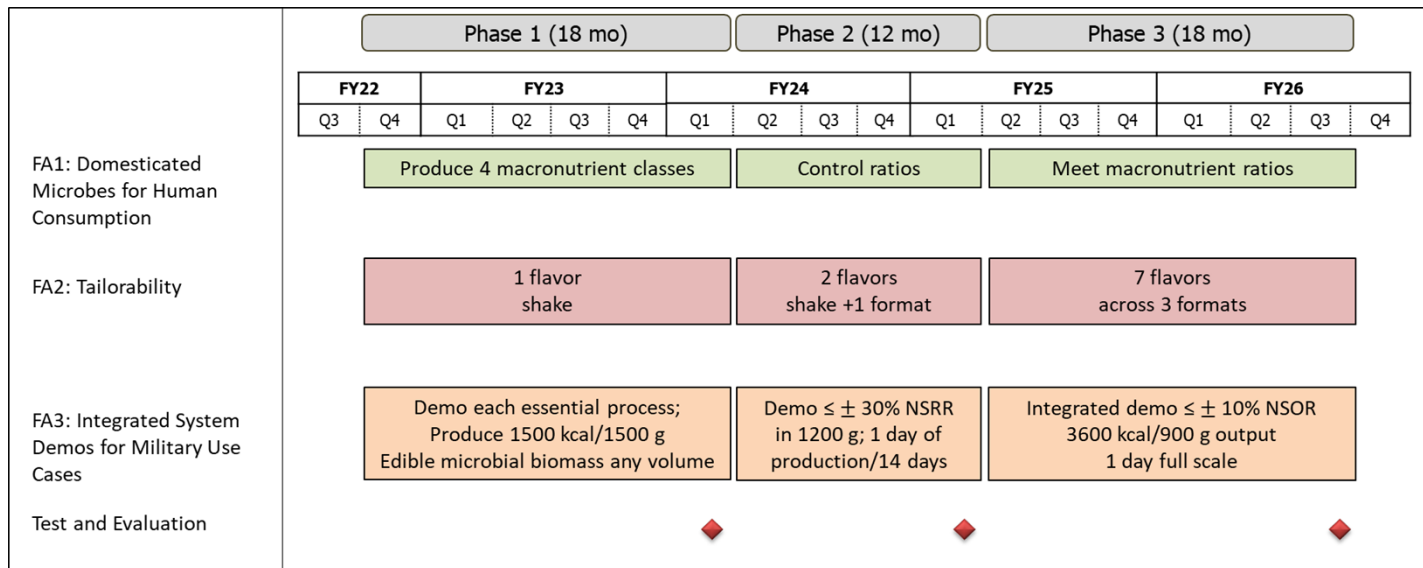 Phase 1 (18 mo) Phase 2 (12 mo) Phase 3 (18 mo)
FY22 FY23 FY24 FY25 FY26
Q3 Q4 Q1 Q2 Q3 Q4 Q1 Q2 Q3 Q4 Q1 Q2 Q3 Q4 Q1 Q2 Q3 Q4
FA1: Domesticated
Microbes for Human
Consumption
Produce 4 macronutrient classes
Control ratios
Meet macronutrient ratios
FA2: Tailorability
1 flavor
shake
2 flavors
shake +1 format
7 flavors
across 3 formats
FA3: Integrated System
Demos for Military Use
Cases
Demo each essential process;
Produce 1500 kcal/1500 g
Edible microbial biomass any volume
Demo ≤ ± 30% NSRR
in 1200 g; 1 day of
production/14 days
Integrated demo ≤ ± 10% NSOR
3600 kcal/900 g output
1 day full scale
Test and Evaluation